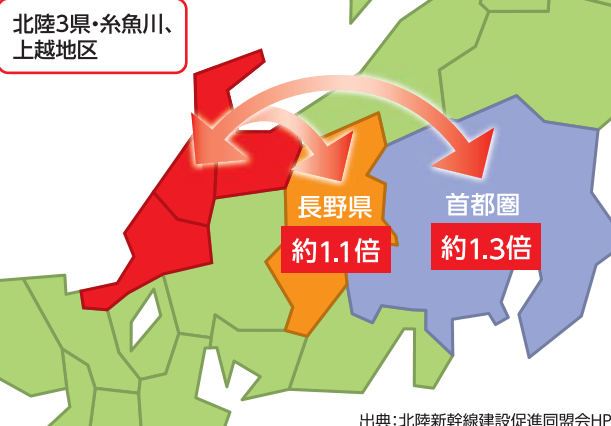 北陸3県・糸魚川、
上越地区
長野県
約1.1倍
首都圏
約1.3倍
出典：北陸新幹線建設促進同盟会HP